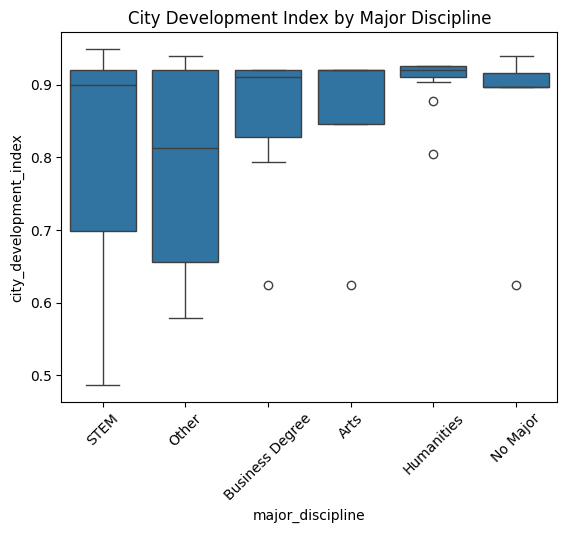 City Development Index by Major Discipline
city_development_index
0.9
0.8
0.7
0.6
0.5
STEM
Other
Business Degree
Arts
Humanities
No Major
major_discipline